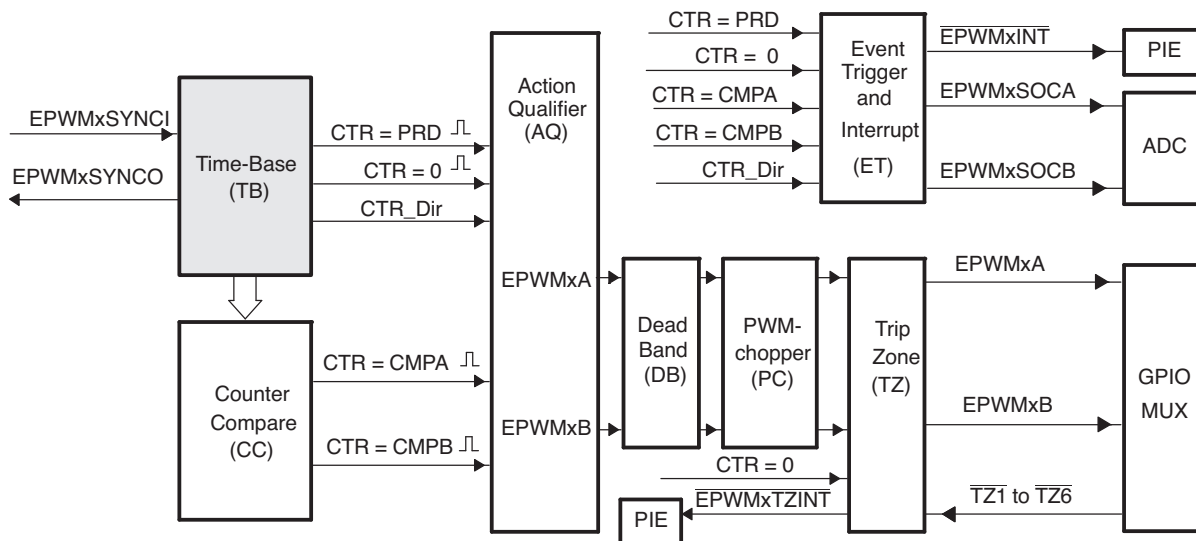 EPWMxSYNCI
EPWMxSYNCO
Time-Base
(TB)
CTR = PRD
CTR = 0
CTR_Dir
Counter
Compare
(CC)
CTR = CMPA
CTR = CMPB
Action
Qualifier
(AQ)
EPWMxA
EPWMxB
CTR = PRD
CTR = 0
CTR = CMPA
CTR = CMPB
CTR_Dir
Event
Trigger
and
Interrupt
(ET)
EPWMxINT
EPWMxSOCA
EPWMxSOCB
PIE
ADC
Dead
Band
(DB)
PWM-
chopper
(PC)
Trip
Zone
(TZ)
CTR = 0
EPWMxTZINT
PIE
EPWMxA
EPWMxB
TZ1 to TZ6
GPIO
MUX